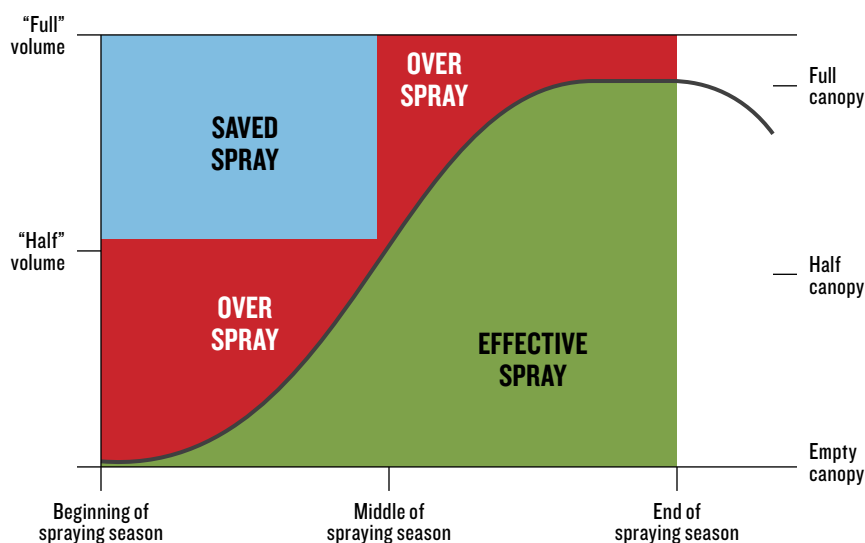 “Full”
volume
OVER
SPRAY
Full
canopy
SAVED
SPRAY
“Half”
volume
Half
canopy
OVER
SPRAY
EFFECTIVE
SPRAY
Empty
canopy
Beginning of
spraying season
Middle of
spraying season
End of
spraying season